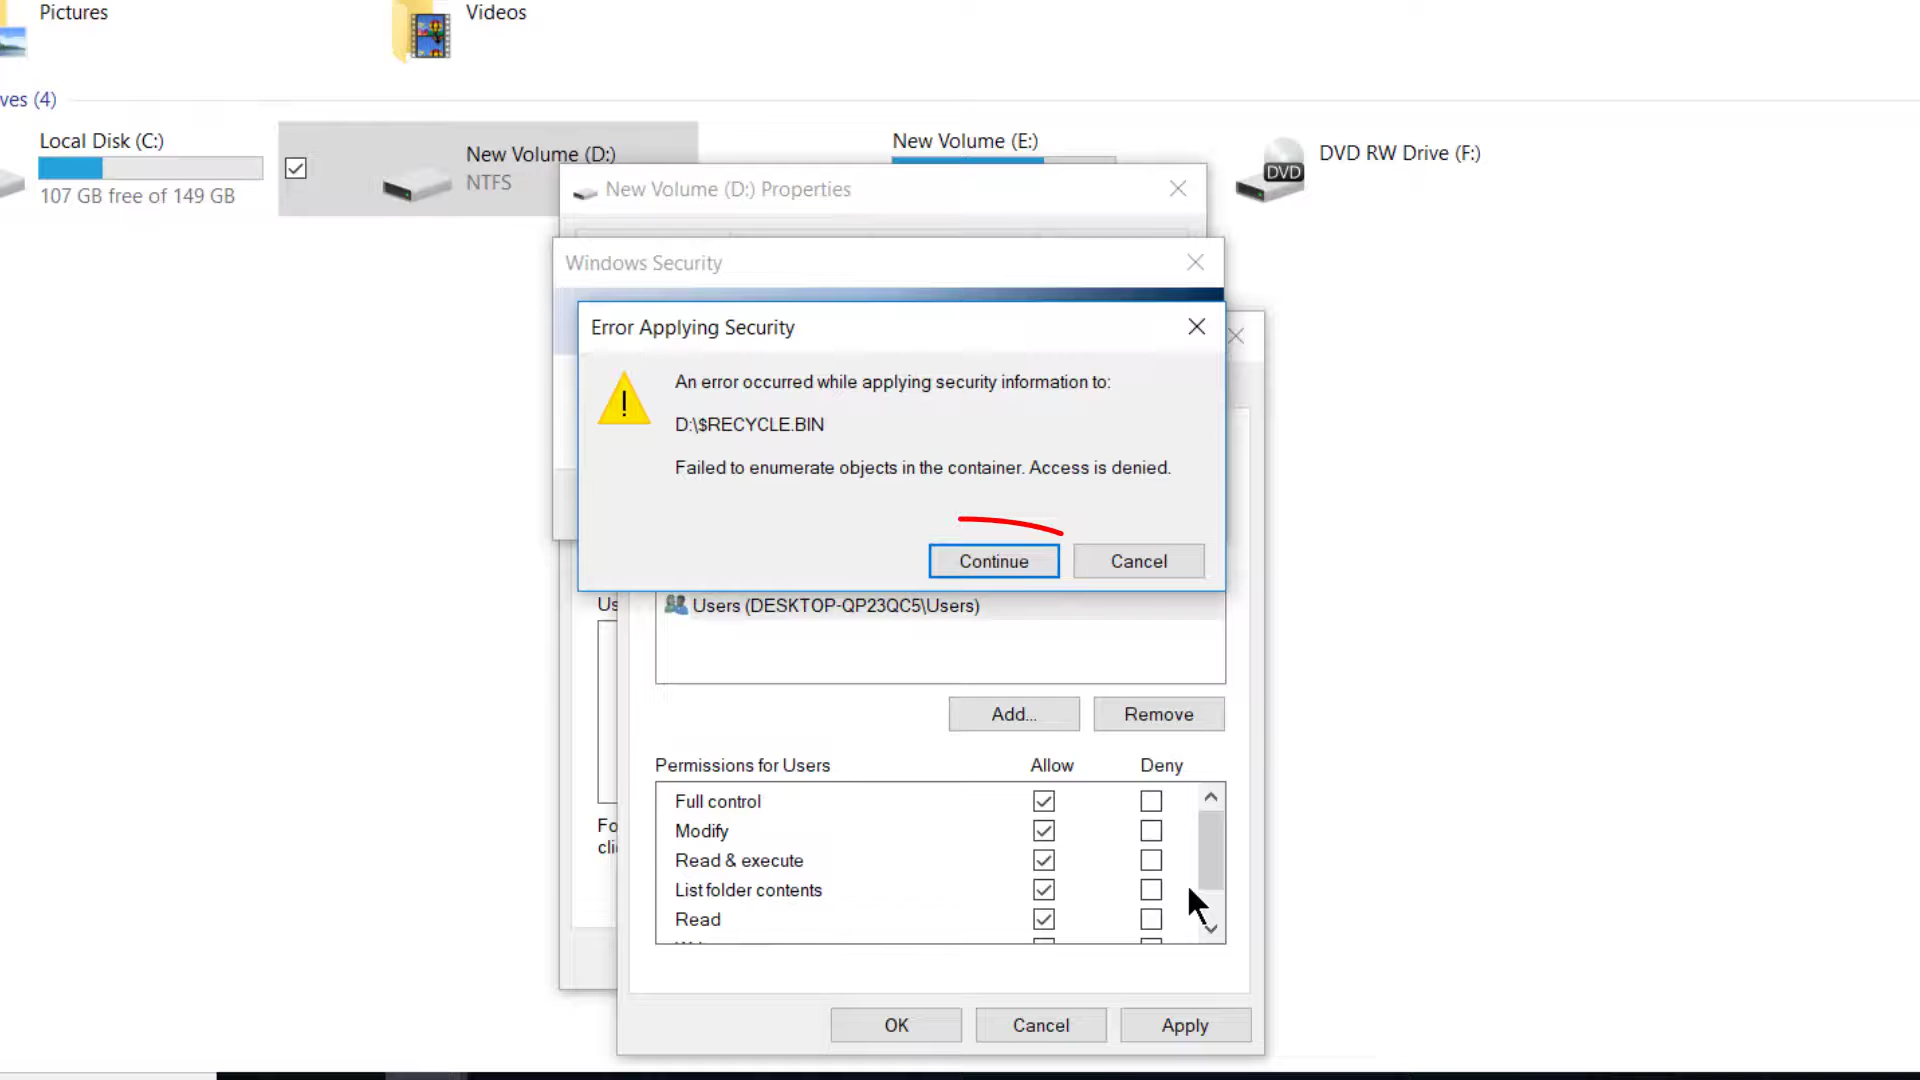 Pictures
Videos
ves (4)
Local Disk (C:)
107 GB free of 149 GB
New Volume (D:)
NTFS
New Volume (E:)
DVD
DVD RW Drive (F:)
New Volume (D:) Properties
Windows Security
Error Applying Security
An error occurred while applying security information to:
D:\$RECYCLE.BIN
Failed to enumerate objects in the container. Access is denied.
Continue
Cancel
Us
Users (DESKTOP-QP23QC5\Users)
Add...
Remove
Permissions for Users
Allow
Deny
Full control
Modify
Read & execute
List folder contents
Read
Fo
cli
OK
Cancel
Apply